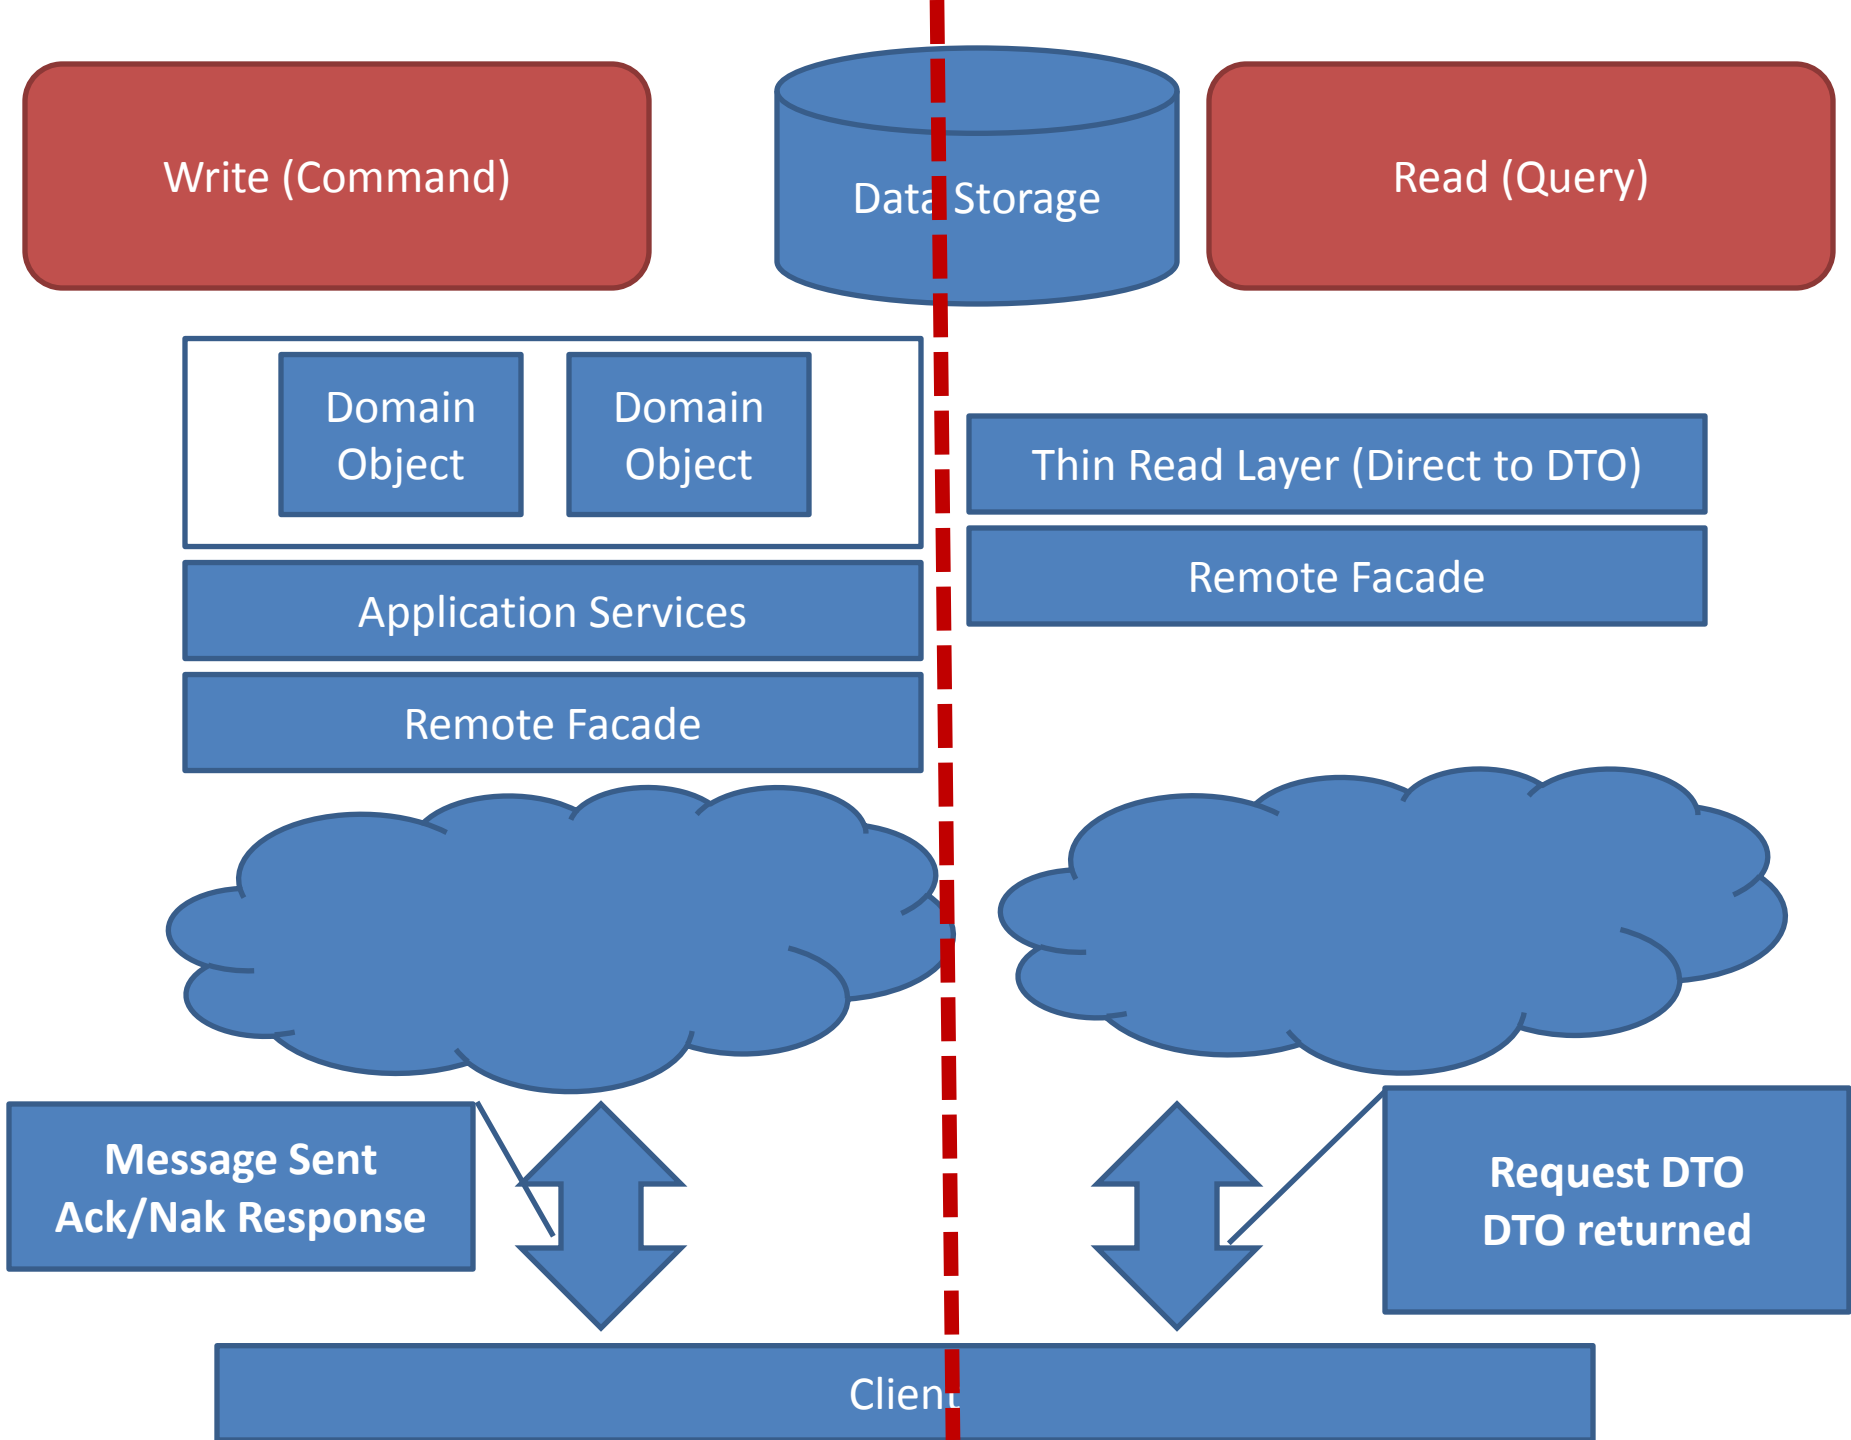 Write (Command)
Data Storage
Read (Query)
Domain
Object
Domain
Object
Thin Read Layer (Direct to DTO)
Application Services
Remote Facade
Remote Facade
Message Sent
Ack/Nak Response
Request DTO
DTO returned
Client